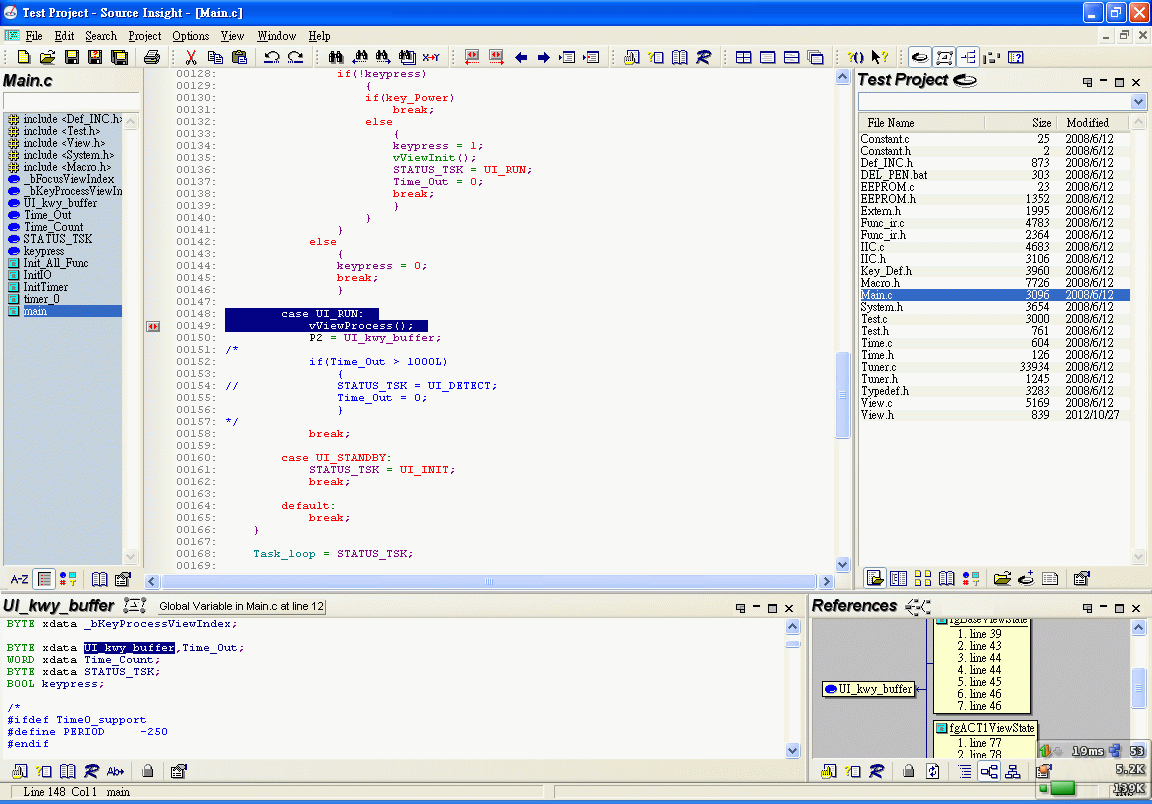 Test Project - Source Insight - [Main.c]
File Edit Search Project Options View Window Help
Main.c
include <Def_INC.h>
include <Test.h>
include <View.h>
include <System.h>
include <Macro.h>
_bFocusViewIndex
_bKeyProcessViewIn
UI_kwy_buffer
Time_Out
Time_Count
STATUS_TSK
keypress
Init_All_Func
InitIO
InitTimer
timer_0
main
A-Z
00128: if(!keypress)
00129: {
00130: if(key_Power)
00131: break;
00132: else
00133: {
00134: keypress = 1;
00135: vViewInit();
00136: STATUS_TSK = UI_RUN;
00137: Time_Out = 0;
00138: break;
00139: }
00140: }
00141: }
00142: else
00143: {
00144: keypress = 0;
00145: break;
00146: }
00147:
00148: case UI_RUN:
00149: vViewProcess();
00150: P2 = UI_kwy_buffer;
00151: /*
00152: if(Time_Out > 1000L)
00153: {
00154: // STATUS_TSK = UI_DETECT;
00155: Time_Out = 0;
00156: }
00157: */
00158: break;
00159:
00160: case UI_STANDBY:
00161: STATUS_TSK = UI_INIT;
00162: break;
00163:
00164: default:
00165: break;
00166: }
00167:
00168: Task_loop = STATUS_TSK;
00169:
Test Project
File Name Size Modified
Constant.c 25 2008/6/12
Constant.h 2 2008/6/12
Def_INC.h 873 2008/6/12
DEL_PEN.bat 303 2008/6/12
EEPROM.c 23 2008/6/12
EEPROM.h 1352 2008/6/12
Extern.h 1995 2008/6/12
Func_ir.c 4783 2008/6/12
Func_ir.h 2364 2008/6/12
IIC.c 4683 2008/6/12
IIC.h 3106 2008/6/12
Key_Def.h 3960 2008/6/12
Macro.h 7726 2008/6/12
Main.c 3096 2008/6/12
System.h 3654 2008/6/12
Test.c 3000 2008/6/12
Test.h 761 2008/6/12
Time.c 604 2008/6/12
Time.h 126 2008/6/12
Tuner.c 33934 2008/6/12
Tuner.h 1245 2008/6/12
Typedef.h 3283 2008/6/12
View.c 5169 2008/6/12
View.h 839 2012/10/27
UI_kwy_buffer Global Variable in Main.c at line 12
BYTE xdata _bKeyProcessViewIndex;
BYTE xdata UI_kwy_buffer,Time_Out;
WORD xdata Time_Count;
BYTE xdata STATUS_TSK;
BOOL keypress;
/*
#ifdef Time0_support
#define PERIOD -250
#endif
References
UI_kwy_buffer
fgBaseViewState
1. line 39
2. line 43
3. line 44
4. line 44
5. line 45
6. line 46
7. line 46
fgACT1ViewState
1. line 77
2. line 78
19ms 53
5.2K
139K
Line 148 Col 1 main